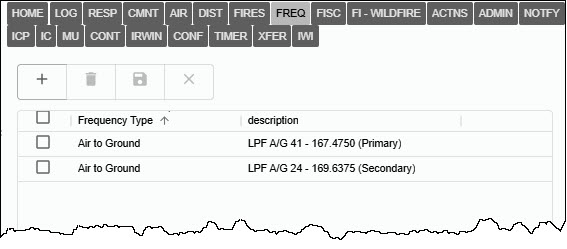 HOME LOG RESP CMNT AIR DIST FIRES FREQ FISC FI - WILDFIRE ACTNS ADMIN NOTFY
ICP IC MU CONT IRWIN CONF TIMER XFER IWI
Frequency Type ↑ description
Air to Ground LPF A/G 41 - 167.4750 (Primary)
Air to Ground LPF A/G 24 - 169.6375 (Secondary)